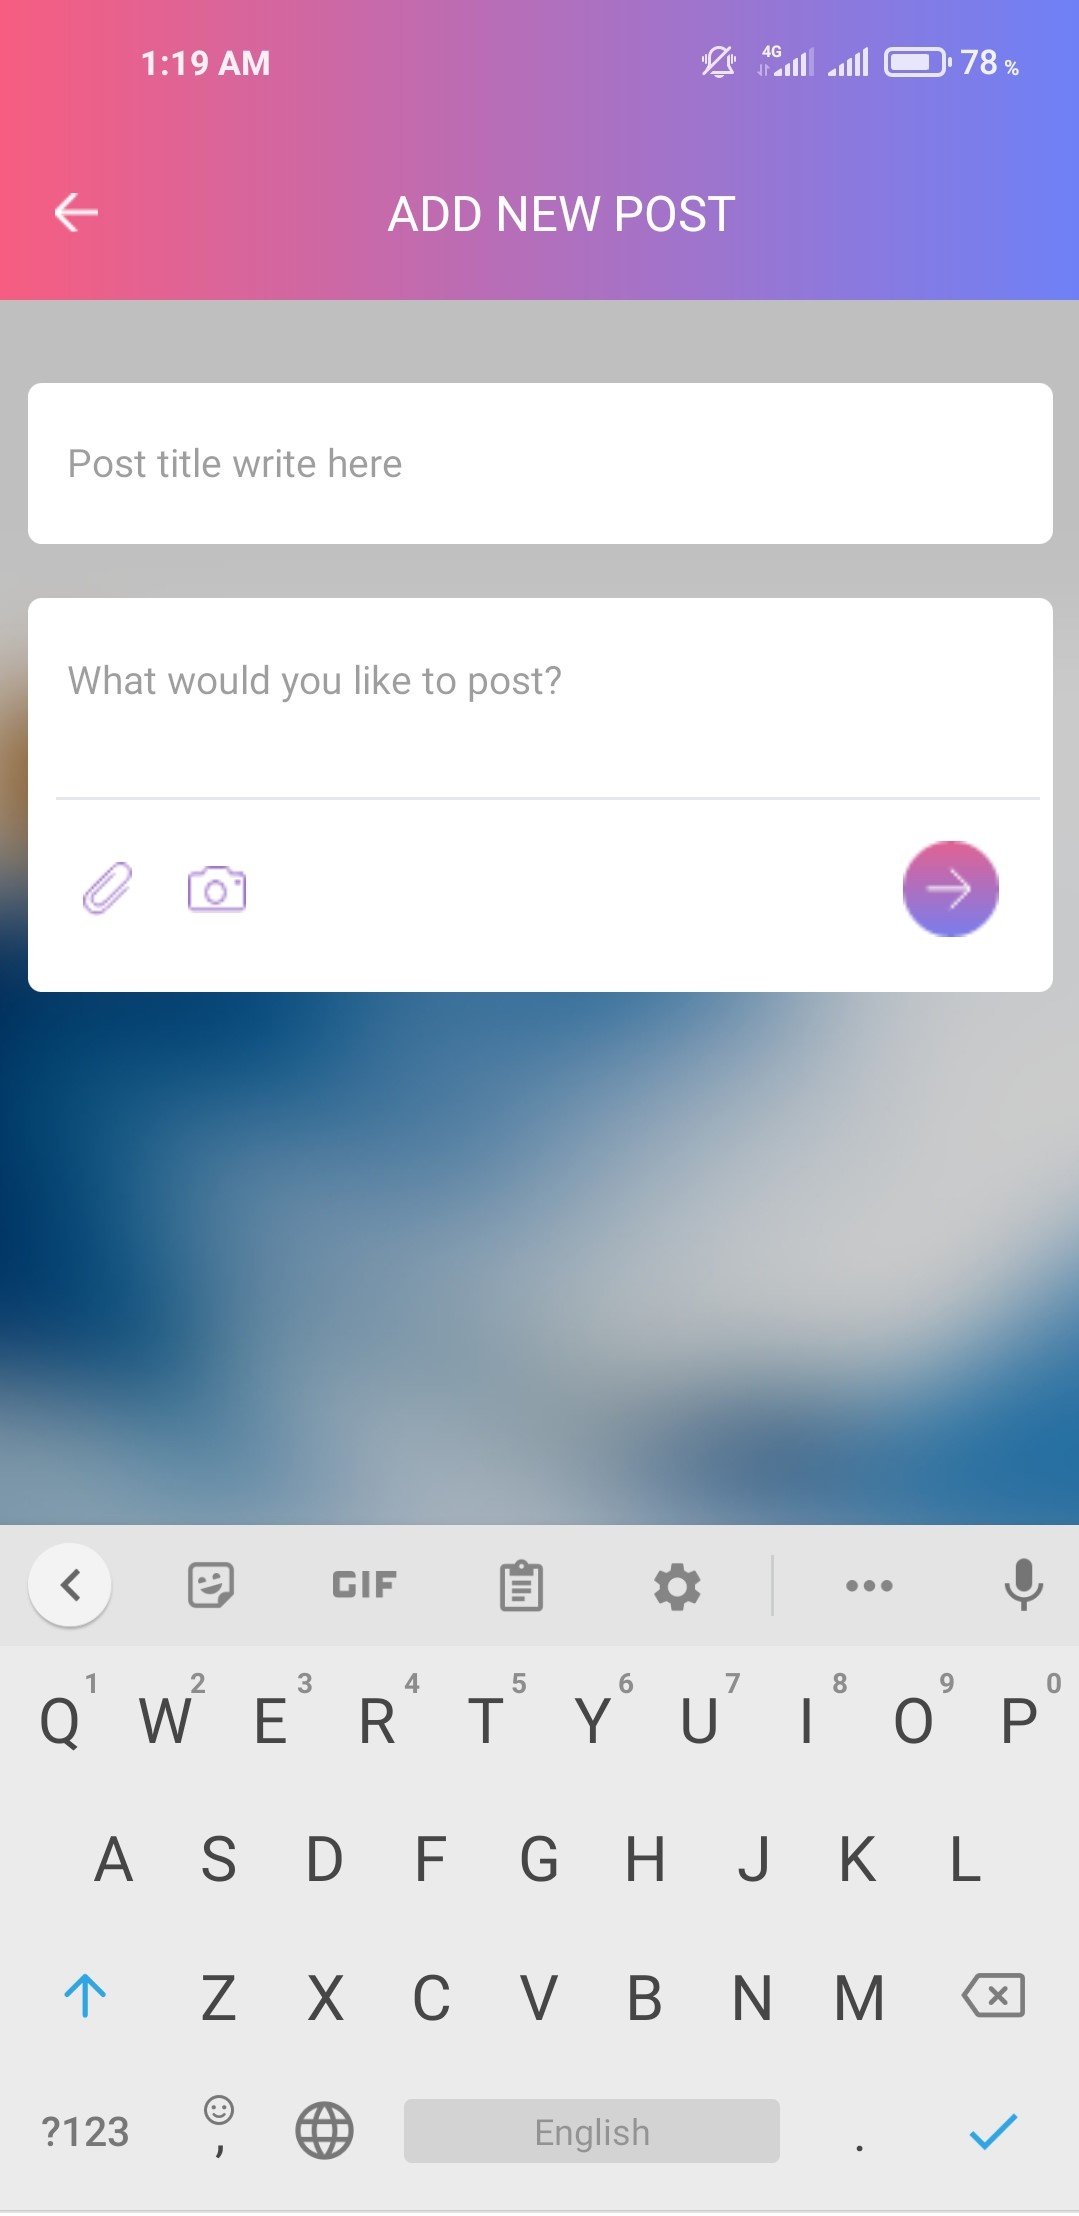 1:19 AM 4G 78 %
ADD NEW POST
Post title write here
What would you like to post?
GIF
1 2 3 4 5 6 7 8 9 0
Q W E R T Y U I O P
A S D F G H J K L
Z X C V B N M
?123 , English .